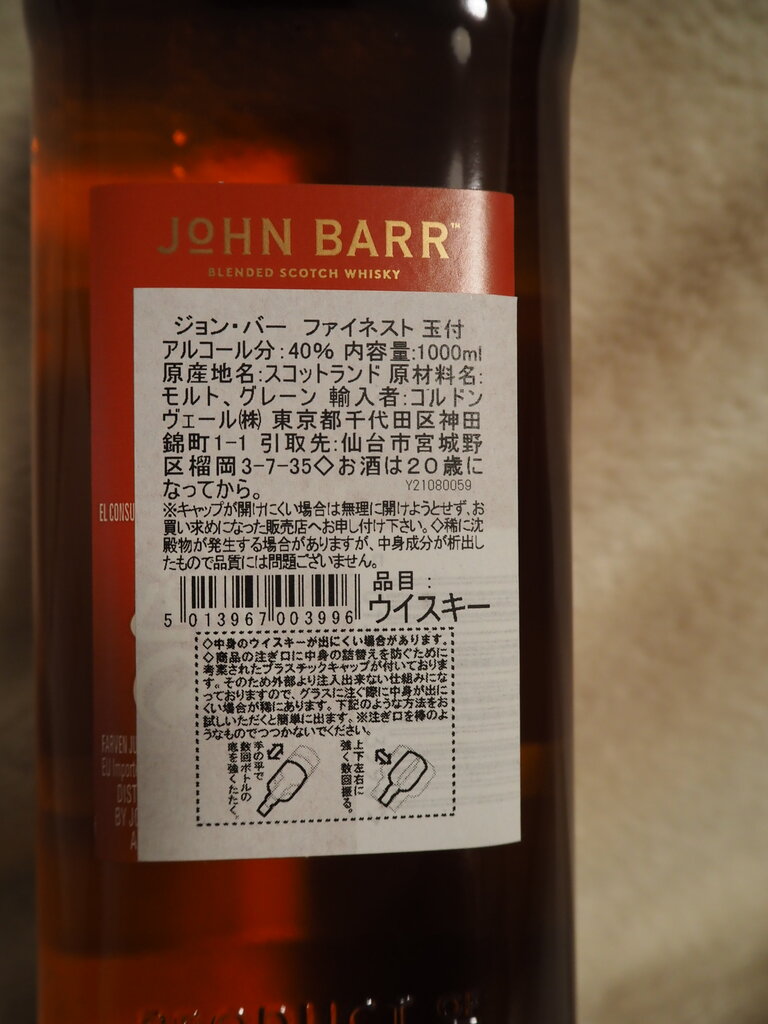 JOHN BARR™
BLENDED SCOTCH WHISKY
ジョン・バー ファイネスト 玉付
アルコール分:40% 内容量:1000ml
原産地名:スコットランド 原材料名:
モルト、グレーン 輸入者:ゴルドン
ヴェール㈱ 東京都千代田区神田
錦町1-1 引取先:仙台市宮城野
区榴岡3-7-35◇お酒は20歳に
なってから。 Y21080059
※キャップが開けにくい場合は無理に開けようとせず、お
買い求めになった販売店へお申し付け下さい。◇稀に沈
殿物が発生する場合がありますが、中身成分が析出し
たもので品質には問題ございません。
品目:
ウイスキー
5 013967 003996
◇中身のウイスキーが出にくい場合があります。
◇商品の注ぎ口に中身の詰替えを防ぐために
考案されたプラスチックキャップが付いておりま
す。そのため外部より注入出来ない仕組みにな
っておりますので、グラスに注ぐ際に中身が出に
くい場合が稀にあります。下記のような方法をお
試しいただくと簡単に出ます。※注ぎ口を棒のよ
うなものでつつかないでください。
手の平で
数回ボトルの
底を強くたたく。
上下左右に
強く数回振る。
EL CONSU
FARVEN JU
EU Importe
DIST
BY JO
A
PRODUCT OF